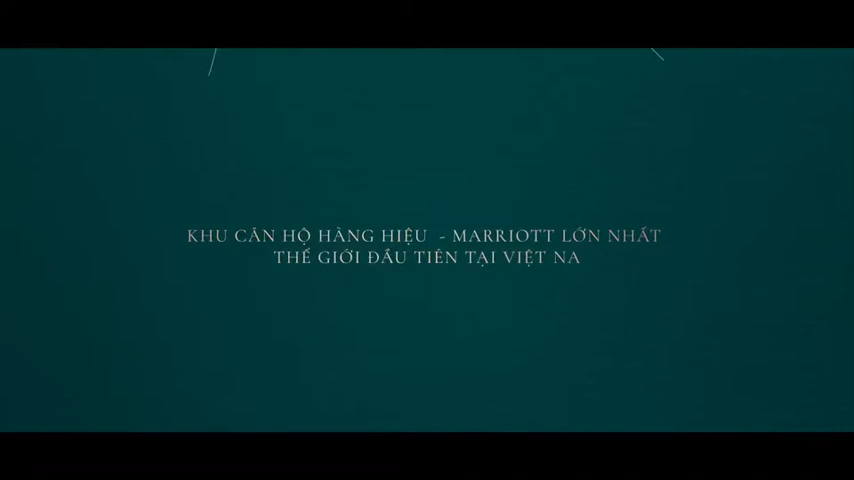 KHU CĂN HỘ HÀNG HIỆU - MARRIOTT LỚN NHẤT
THẾ GIỚI ĐẦU TIÊN TẠI VIỆT NA